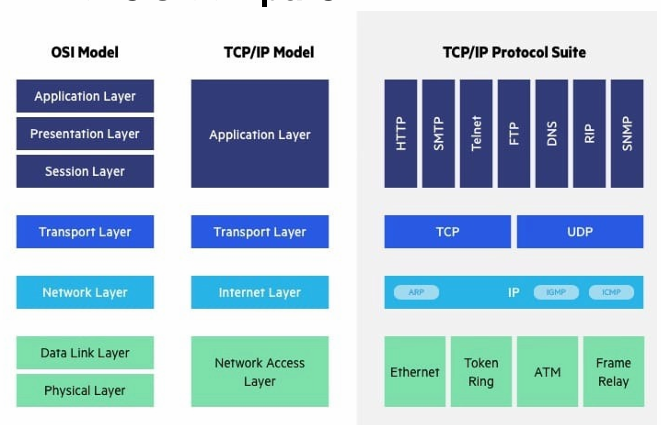 OSI Model
TCP/IP Model
TCP/IP Protocol Suite
Application Layer
Presentation Layer
Session Layer
Application Layer
HTTP
SMTP
Telnet
FTP
DNS
RIP
SNMP
Transport Layer
Transport Layer
TCP
UDP
Network Layer
Internet Layer
ARP
IP
IGMP
ICMP
Data Link Layer
Physical Layer
Network Access
Layer
Ethernet
Token
Ring
ATM
Frame
Relay